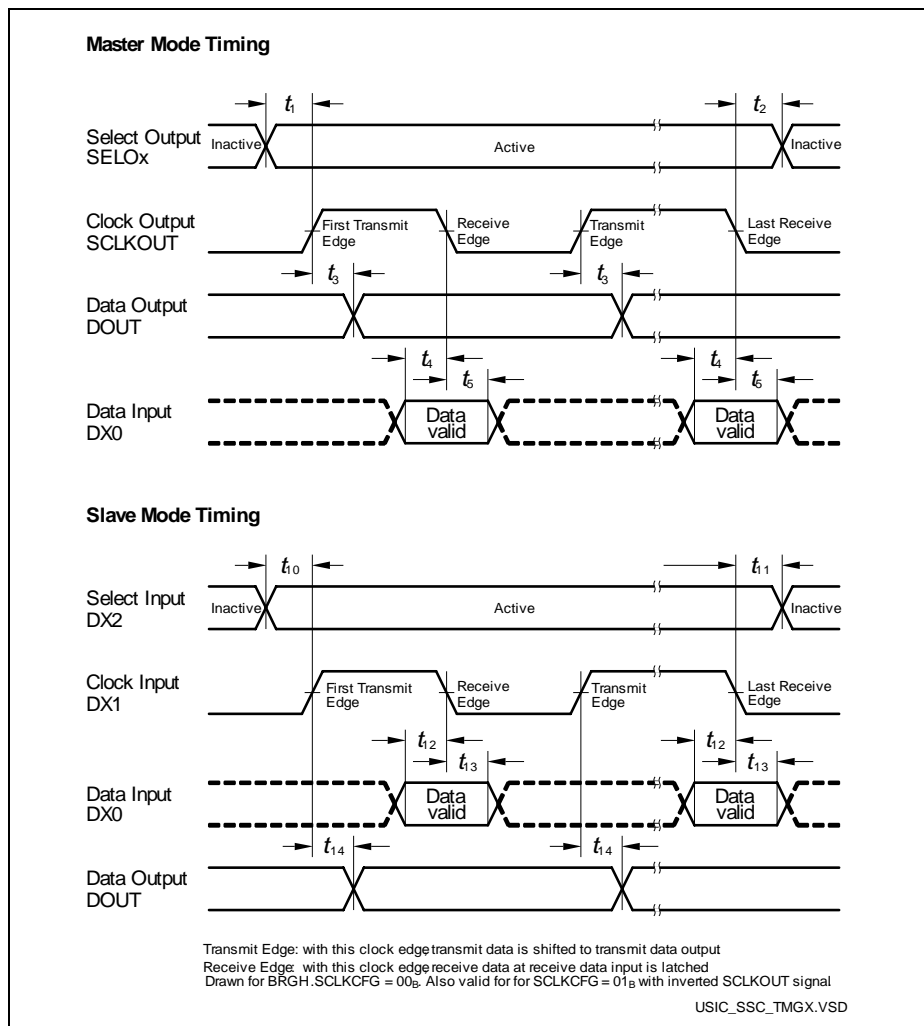 Master Mode Timing
t1
t2
Select Output
SELOx
Inactive
Active
Inactive
Clock Output
SCLKOUT
First Transmit
Edge
Receive
Edge
Transmit
Edge
Last Receive
Edge
t3
t3
Data Output
DOUT
t4
t5
t4
t5
Data Input
DX0
Data
valid
Data
valid
Slave Mode Timing
t10
t11
Select Input
DX2
Inactive
Active
Inactive
Clock Input
DX1
First Transmit
Edge
Receive
Edge
Transmit
Edge
Last Receive
Edge
t12
t13
t12
t13
Data Input
DX0
Data
valid
Data
valid
t14
t14
Data Output
DOUT
Transmit Edge: with this clock edge, transmit data is shifted to transmit data output
Receive Edge: with this clock edge, receive data at receive data input is latched
Drawn for BRGH.SCLKCFG = 00B. Also valid for for SCLKCFG = 01B with inverted SCLKOUT signal.
USIC_SSC_TMGX.VSD